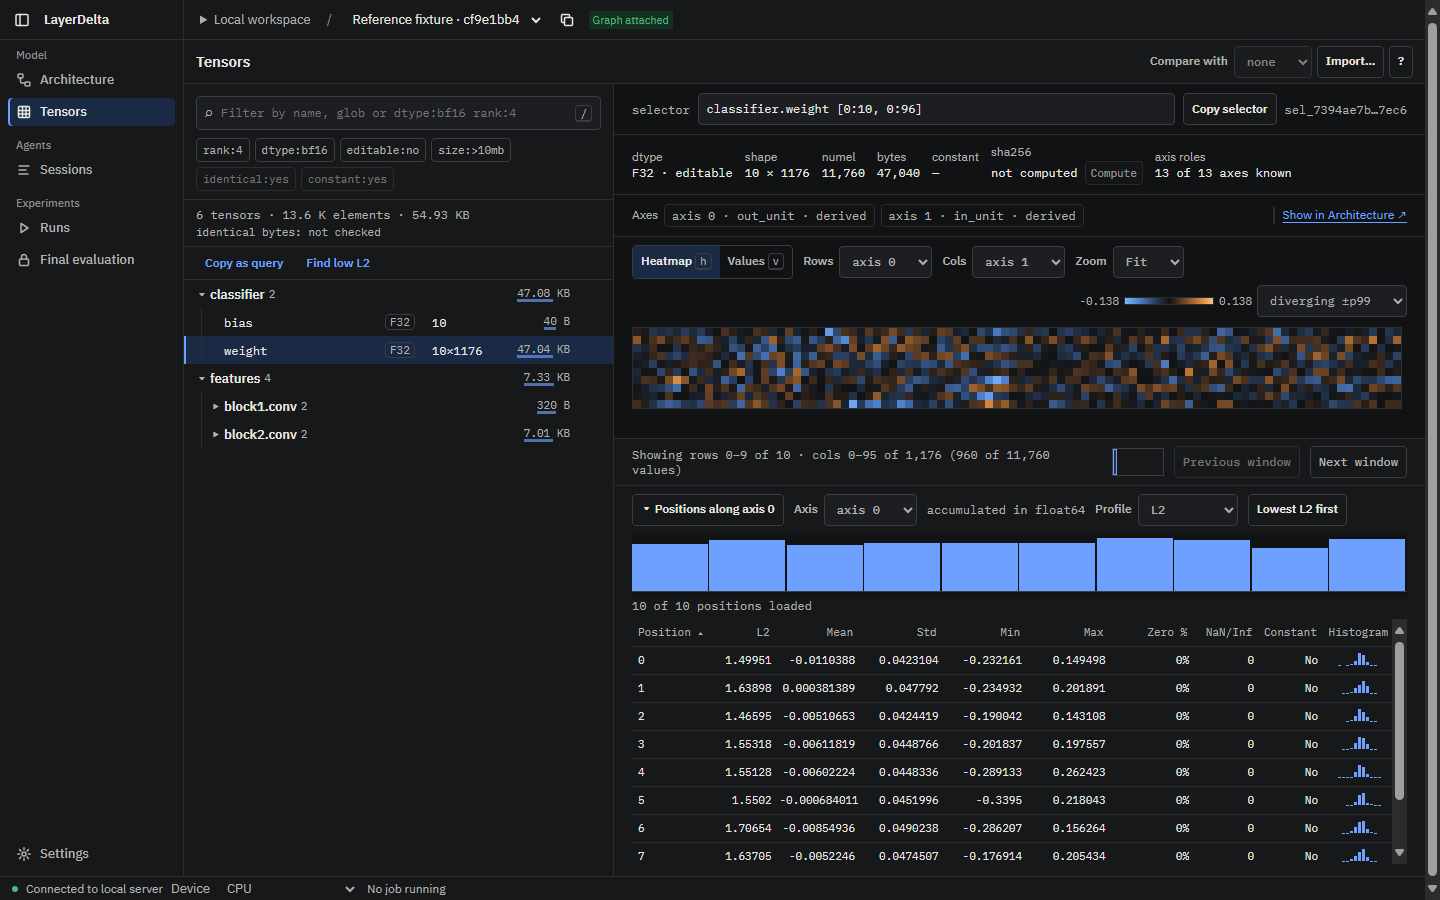 LayerDelta
Local workspace / Reference fixture · cf9e1bb4
Graph attached
Model
Architecture
Tensors
Agents
Sessions
Experiments
Runs
Final evaluation
Settings
Tensors
Compare with none Import... ?
Filter by name, glob or dtype:bf16 rank:4 /
rank:4 dtype:bf16 editable:no size:>10mb
identical:yes constant:yes
6 tensors · 13.6 K elements · 54.93 KB
identical bytes: not checked
Copy as query Find low L2
classifier 2 47.08 KB
bias F32 10 40 B
weight F32 10×1176 47.04 KB
features 4 7.33 KB
block1.conv 2 320 B
block2.conv 2 7.01 KB
selector classifier.weight [0:10, 0:96] Copy selector sel_7394ae7b…7ec6
dtype shape numel bytes constant sha256 axis roles
F32 · editable 10 × 1176 11,760 47,040 — not computed Compute 13 of 13 axes known
Axes axis 0 · out_unit · derived axis 1 · in_unit · derived Show in Architecture ↗
Heatmap h Values v Rows axis 0 Cols axis 1 Zoom Fit
-0.138 0.138 diverging ±p99
Showing rows 0–9 of 10 · cols 0–95 of 1,176 (960 of 11,760
values)
Previous window Next window
Positions along axis 0 Axis axis 0 accumulated in float64 Profile L2 Lowest L2 first
10 of 10 positions loaded
Position L2 Mean Std Min Max Zero % NaN/Inf Constant Histogram
0 1.49951 -0.0110388 0.0423104 -0.232161 0.149498 0% 0 No
1 1.63898 0.000381389 0.047792 -0.234932 0.201891 0% 0 No
2 1.46595 -0.00510653 0.0424419 -0.190042 0.143108 0% 0 No
3 1.55318 -0.00611819 0.0448766 -0.201837 0.197557 0% 0 No
4 1.55128 -0.00602224 0.0448336 -0.289133 0.262423 0% 0 No
5 1.5502 -0.000684011 0.0451996 -0.3395 0.218043 0% 0 No
6 1.70654 -0.00854936 0.0490238 -0.286207 0.156264 0% 0 No
7 1.63705 -0.0052246 0.0474507 -0.176914 0.205434 0% 0 No
Connected to local server Device CPU No job running